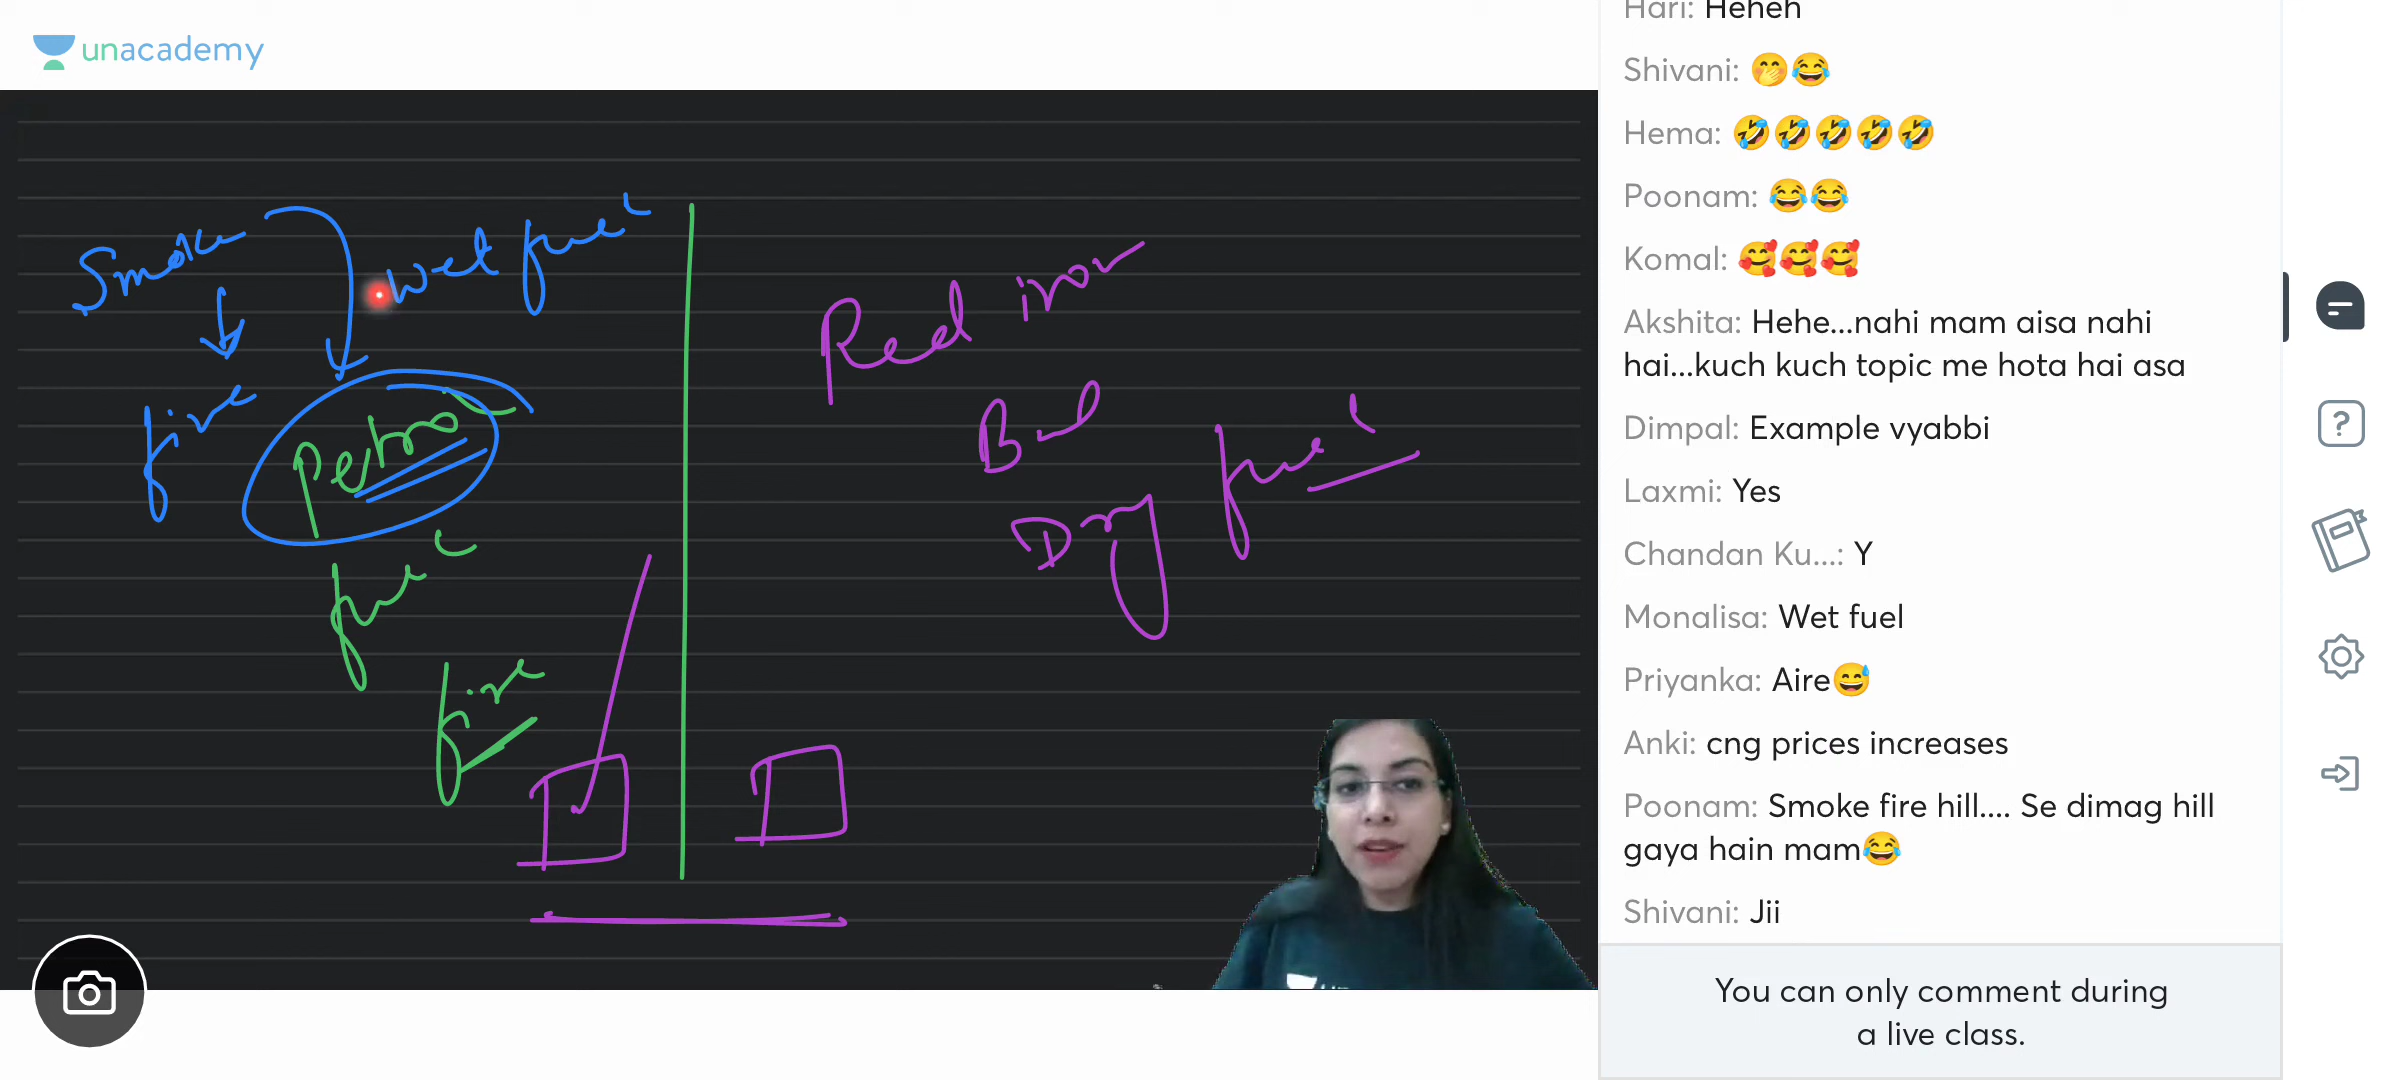 unacademy
Smoke
fire
wet fuel
Petro
fuel
fire
Red iron
Bal
Dry fuel
Hari: Heheh
Shivani: 🤭😂
Hema: 🤣🤣🤣🤣🤣
Poonam: 😂😂
Komal: 🥰🥰🥰
Akshita: Hehe...nahi mam aisa nahi
hai...kuch kuch topic me hota hai asa
Dimpal: Example vyabbi
Laxmi: Yes
Chandan Ku...: Y
Monalisa: Wet fuel
Priyanka: Aire😅
Anki: cng prices increases
Poonam: Smoke fire hill.... Se dimag hill
gaya hain mam😂
Shivani: Jii
You can only comment during
a live class.